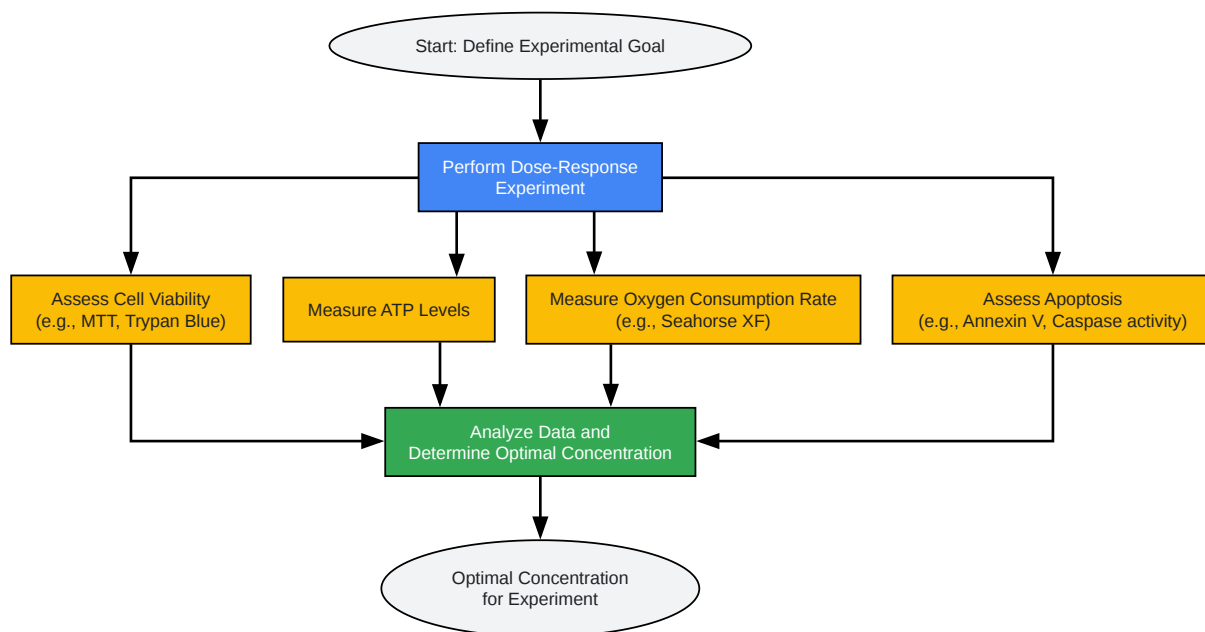 Start: Define Experimental Goal
Perform Dose-Response
Experiment
Assess Cell Viability
(e.g., MTT, Trypan Blue)
Measure ATP Levels
Measure Oxygen Consumption Rate
(e.g., Seahorse XF)
Assess Apoptosis
(e.g., Annexin V, Caspase activity)
Analyze Data and
Determine Optimal Concentration
Optimal Concentration
for Experiment